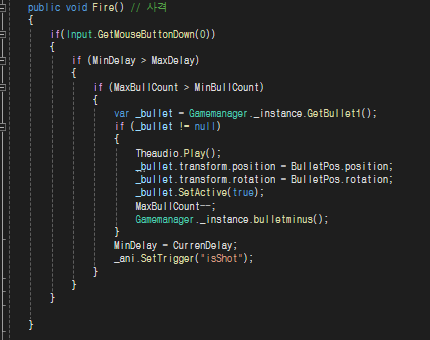 public void Fire() // 사격
{
if(Input.GetMouseButtonDown(0))
{
if (MinDelay > MaxDelay)
{
if (MaxBullCount > MinBullCount)
{
var _bullet = Gamemanager._instance.GetBullet1();
if (_bullet != null)
{
Theaudio.Play();
_bullet.transform.position = BulletPos.position;
_bullet.transform.rotation = BulletPos.rotation;
_bullet.SetActive(true);
MaxBullCount--;
Gamemanager._instance.bulletminus();
}
MinDelay = CurrenDelay;
_ani.SetTrigger("isShot");
}
}
}
}